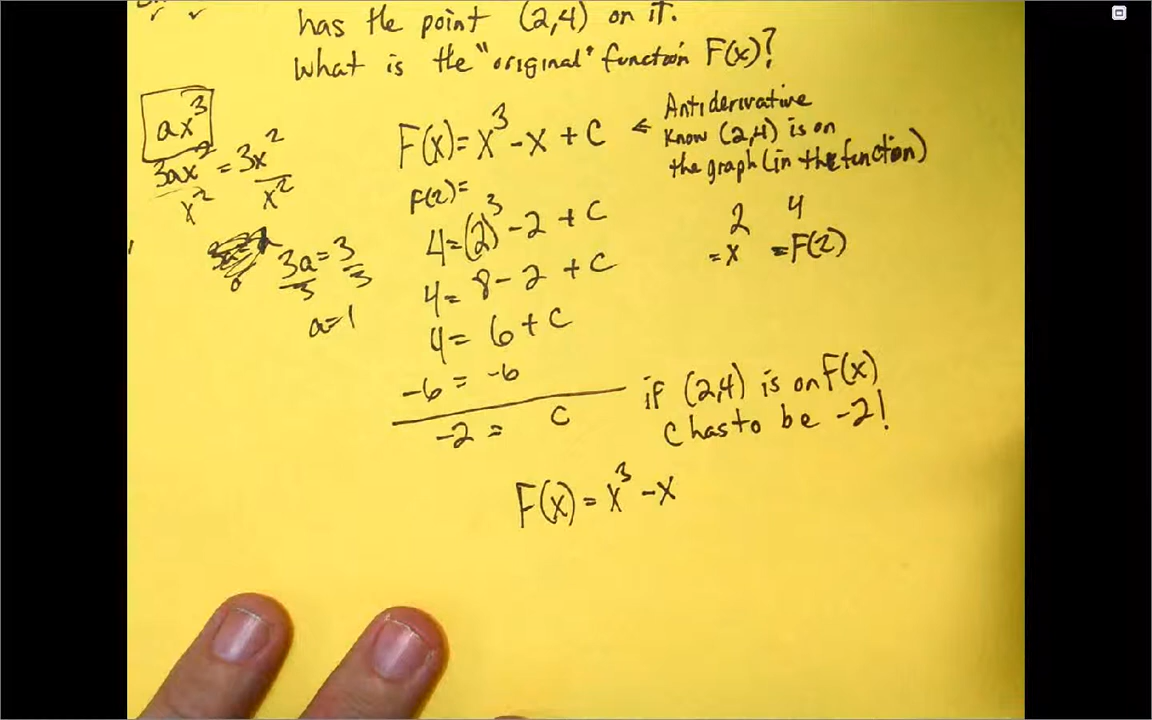 has the point (2,4) on it.
What is the "original" function F(x)?
ax³
3ax² = 3x²
x² x²
3a = 3
3 3
a=1
F(x) = x³ - x + C ← Antiderivative
Know (2,4) is on
the graph (in the function)
F(2) =
4 = (2)³ - 2 + C
4 = 8 - 2 + C
4 = 6 + C
-6 = -6
-2 = C
2 4
= x = F(2)
if (2,4) is on F(x)
C has to be -2!
F(x) = x³ - x